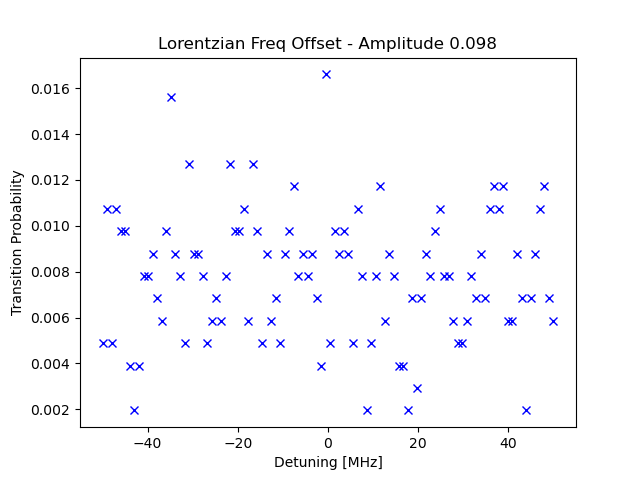 Lorentzian Freq Offset - Amplitude 0.098
Transition Probability
0.016
0.014
0.012
0.010
0.008
0.006
0.004
0.002
−40 −20 0 20 40
Detuning [MHz]